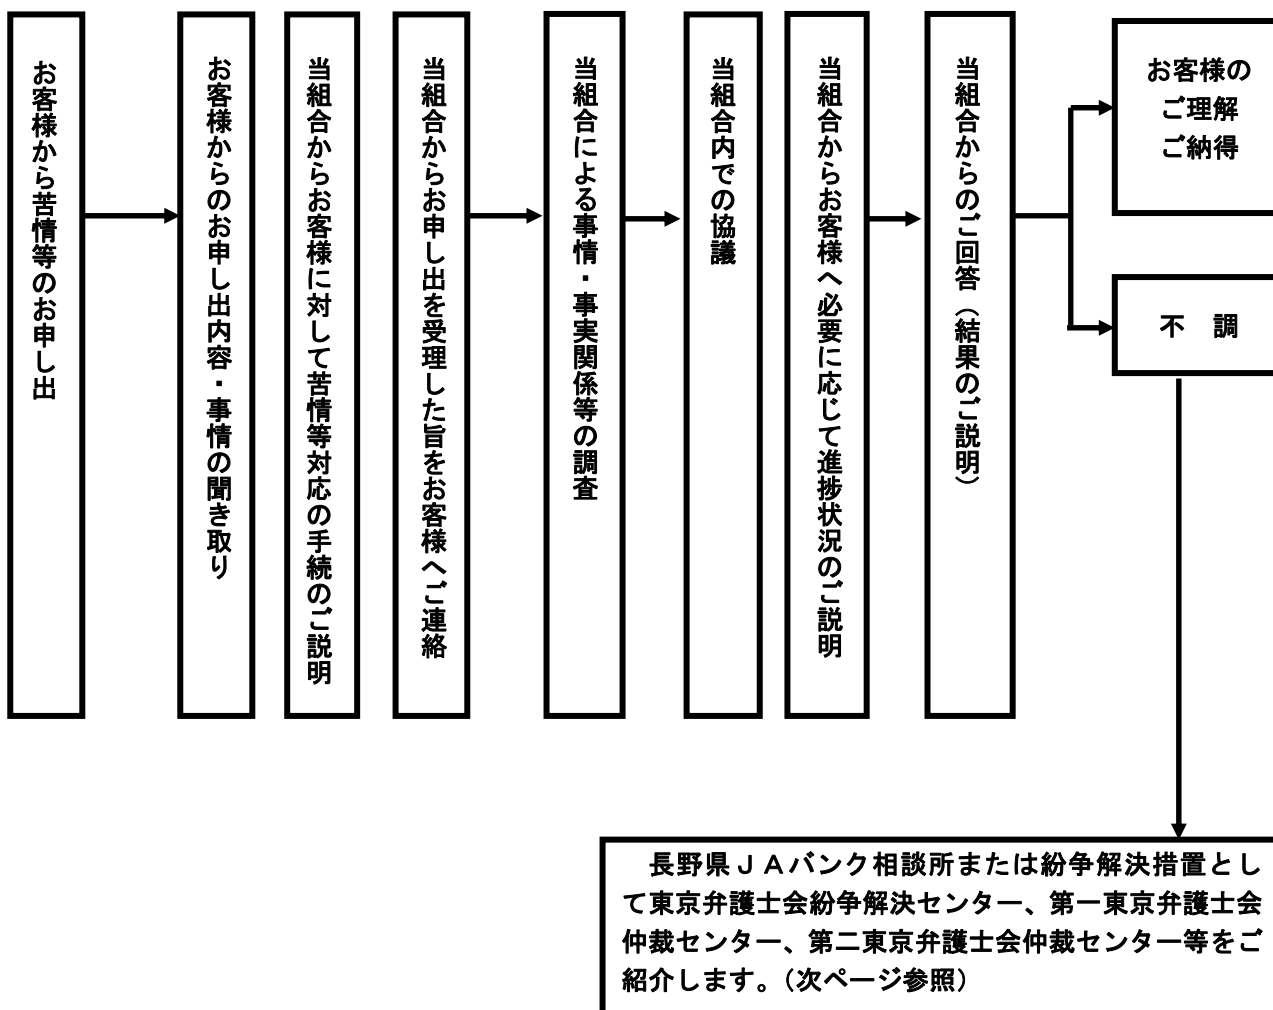 お客様から苦情等のお申し出
お客様からのお申し出内容・事情の聞き取り
当組合からお客様に対して苦情等対応の手続のご説明
当組合からお申し出を受理した旨をお客様へご連絡
当組合による事情・事実関係等の調査
当組合内での協議
当組合からお客様へ必要に応じて進捗状況のご説明
当組合からのご回答（結果のご説明）
お客様の
ご理解
ご納得
不　調
長野県ＪＡバンク相談所または紛争解決措置とし
て東京弁護士会紛争解決センター、第一東京弁護士会
仲裁センター、第二東京弁護士会仲裁センター等をご
紹介します。（次ページ参照）